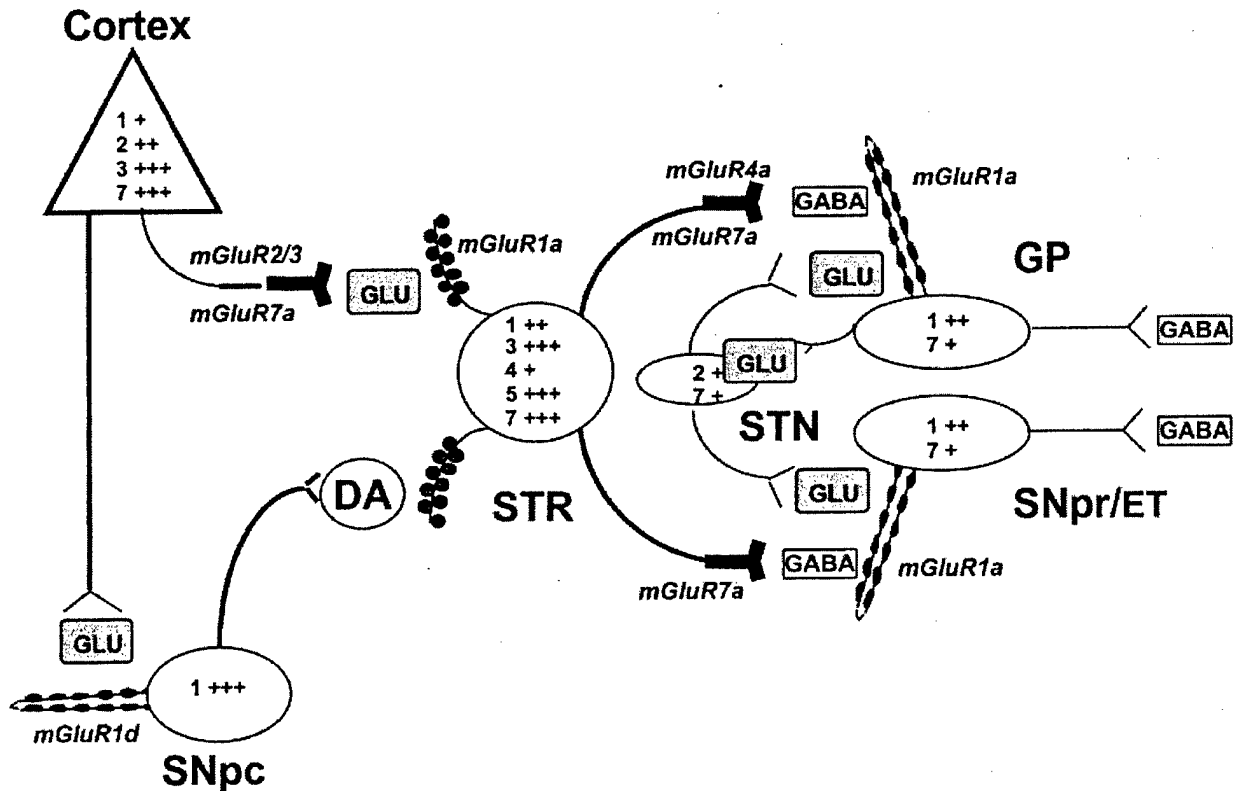 Cortex
1 +
2 ++
3 +++
7 +++
mGluR2/3
mGluR7a
GLU
mGluR1a
1 ++
3 +++
4 +
5 +++
7 +++
STR
DA
GLU
1 +++
mGluR1d
SNpc
mGluR4a
mGluR7a
GABA
mGluR1a
GLU
GP
1 ++
7 +
GABA
2 +
7 +
GLU
STN
1 ++
7 +
GABA
GLU
SNpr/ET
mGluR7a
GABA
mGluR1a